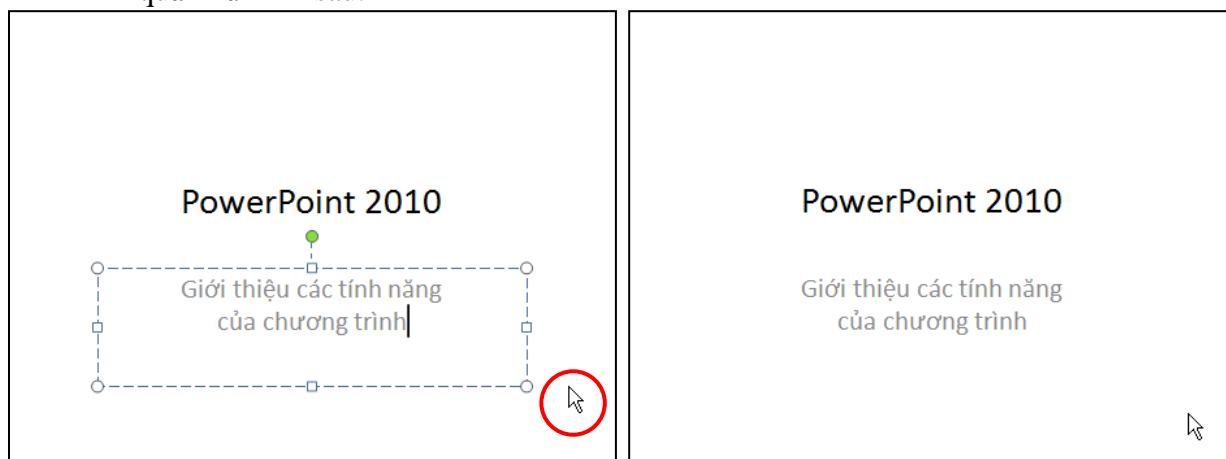 PowerPoint 2010
Giới thiệu các tính năng
của chương trình
PowerPoint 2010
Giới thiệu các tính năng
của chương trình